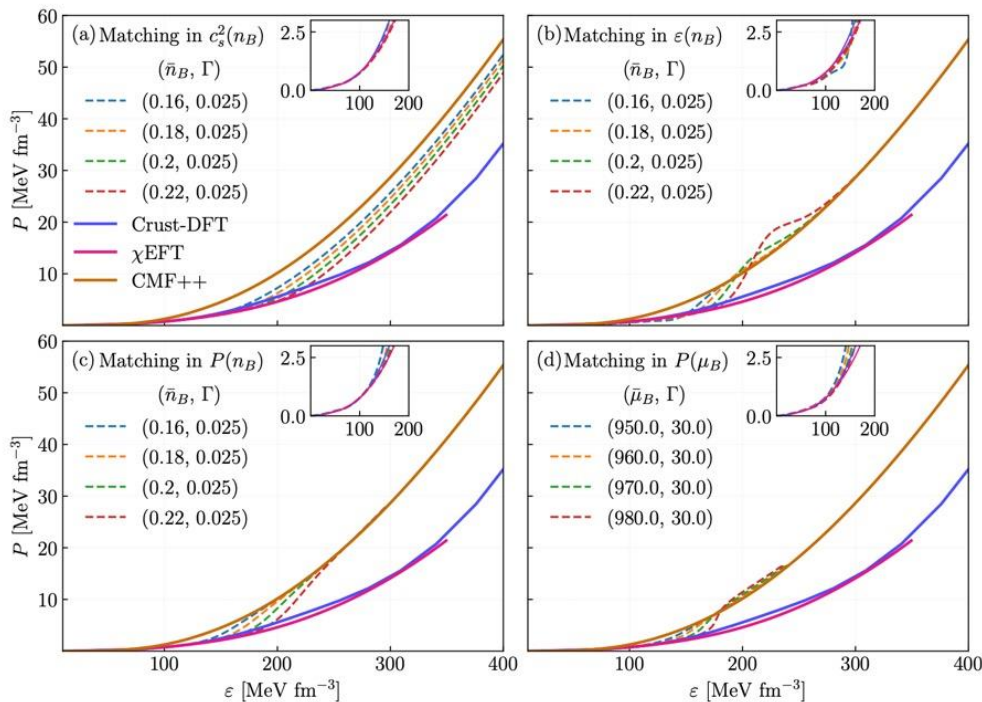 (a) Matching in c_s^2(n_B)
(n̄_B, Γ)
(0.16, 0.025)
(0.18, 0.025)
(0.2, 0.025)
(0.22, 0.025)
Crust-DFT
χEFT
CMF++
2.5
0.0
100 200
60
50
40
30
20
10
P [MeV fm^-3]
100 200 300 400
(b) Matching in ε(n_B)
(n̄_B, Γ)
(0.16, 0.025)
(0.18, 0.025)
(0.2, 0.025)
(0.22, 0.025)
2.5
0.0
100 200
(c) Matching in P(n_B)
(n̄_B, Γ)
(0.16, 0.025)
(0.18, 0.025)
(0.2, 0.025)
(0.22, 0.025)
2.5
0.0
100 200
60
50
40
30
20
10
P [MeV fm^-3]
100 200 300 400
ε [MeV fm^-3]
(d) Matching in P(μ_B)
(μ̄_B, Γ)
(950.0, 30.0)
(960.0, 30.0)
(970.0, 30.0)
(980.0, 30.0)
2.5
0.0
100 200
100 200 300 400
ε [MeV fm^-3]